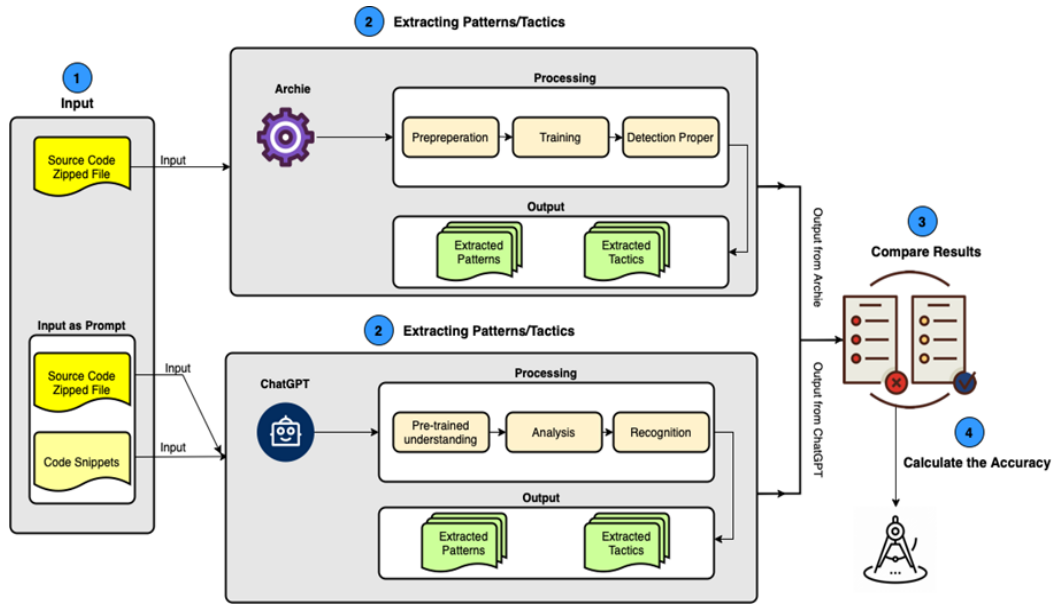 1
Input
Source Code
Zipped File
Input
Input as Prompt
Source Code
Zipped File
Input
Code Snippets
Input
2 Extracting Patterns/Tactics
Archie
Processing
Prepreperation
Training
Detection Proper
Output
Extracted
Patterns
Extracted
Tactics
2 Extracting Patterns/Tactics
ChatGPT
Processing
Pre-trained
understanding
Analysis
Recognition
Output
Extracted
Patterns
Extracted
Tactics
Output from Archie
Output from ChatGPT
3
Compare Results
4
Calculate the Accuracy